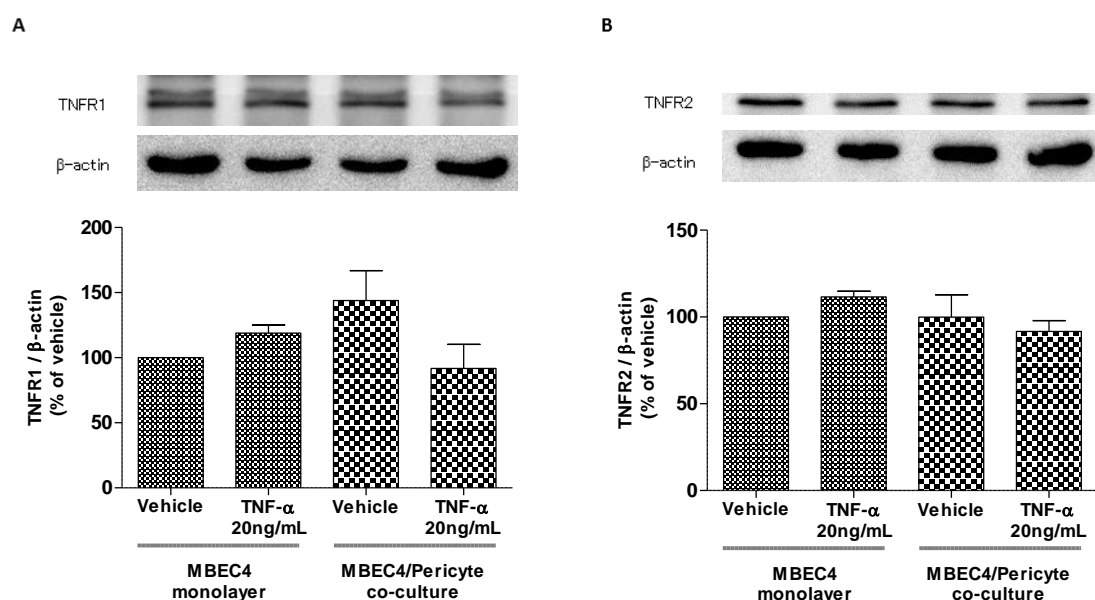 A
TNFR1
β-actin
TNFR1 / β-actin
(% of vehicle)
200
150
100
50
0
Vehicle TNF-α Vehicle TNF-α
20ng/mL 20ng/mL
MBEC4 MBEC4/Pericyte
monolayer co-culture
B
TNFR2
β-actin
TNFR2 / β-actin
(% of vehicle)
150
100
50
0
Vehicle TNF-α Vehicle TNF-α
20ng/mL 20ng/mL
MBEC4 MBEC4/Pericyte
monolayer co-culture